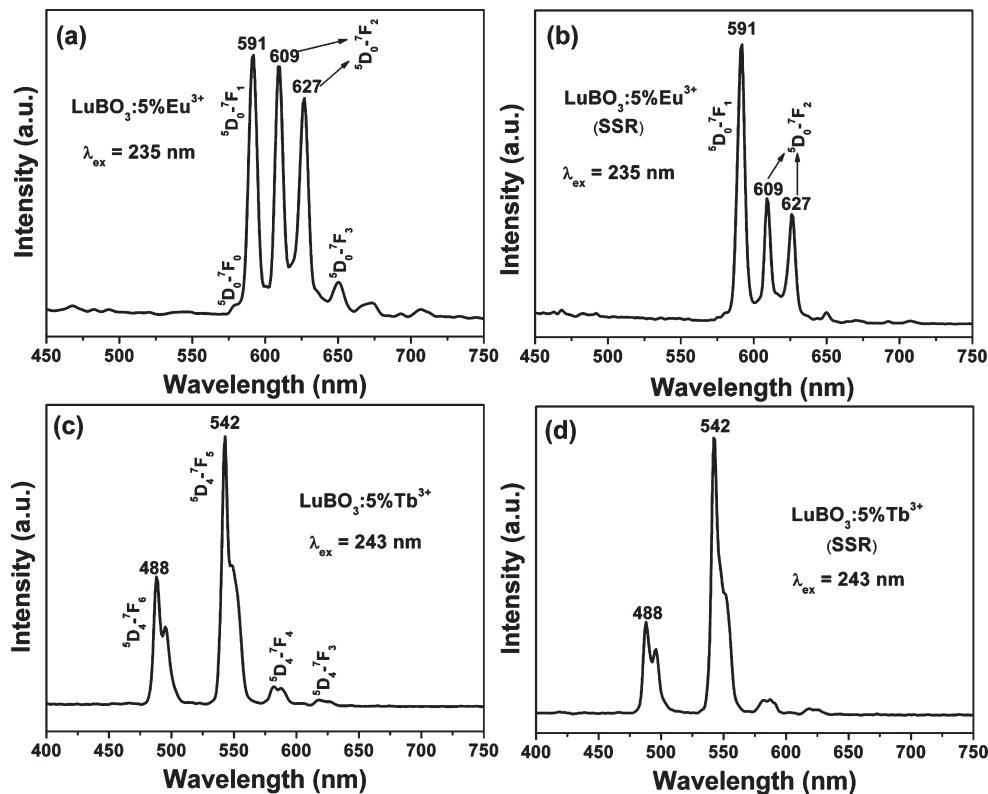 (a)
591
609
⁵D₀-⁷F₂
627
⁵D₀-⁷F₁
LuBO₃:5%Eu³⁺
λₑₓ = 235 nm
⁵D₀-⁷F₀
⁵D₀-⁷F₃
Intensity (a.u.)
450 500 550 600 650 700 750
Wavelength (nm)
(b)
591
⁵D₀-⁷F₁
⁵D₀-⁷F₂
LuBO₃:5%Eu³⁺
(SSR)
λₑₓ = 235 nm
609
627
Intensity (a.u.)
450 500 550 600 650 700 750
Wavelength (nm)
(c)
542
⁵D₄-⁷F₅
LuBO₃:5%Tb³⁺
λₑₓ = 243 nm
488
⁵D₄-⁷F₆
⁵D₄-⁷F₄
⁵D₄-⁷F₃
Intensity (a.u.)
400 450 500 550 600 650 700 750
Wavelength (nm)
(d)
542
LuBO₃:5%Tb³⁺
(SSR)
λₑₓ = 243 nm
488
Intensity (a.u.)
400 450 500 550 600 650 700 750
Wavelength (nm)